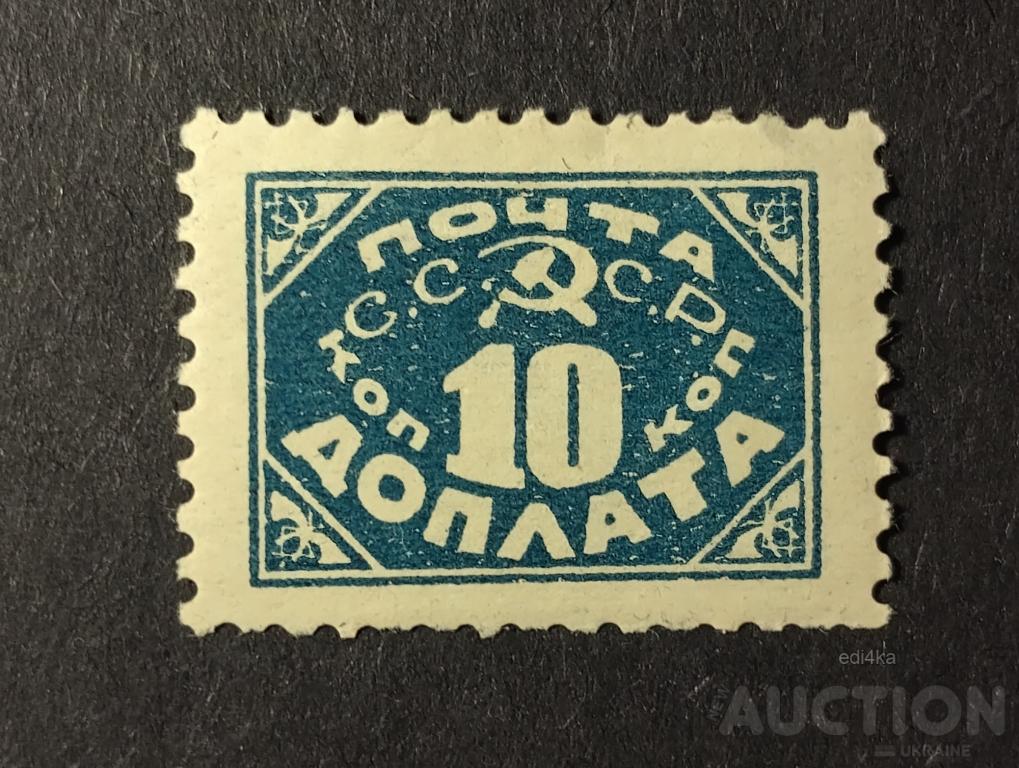 ПОЧТА
С.С.С.Р.
КОП 10 КОП
ДОПЛАТА
edi4ka
AUCTION
UKRAINE